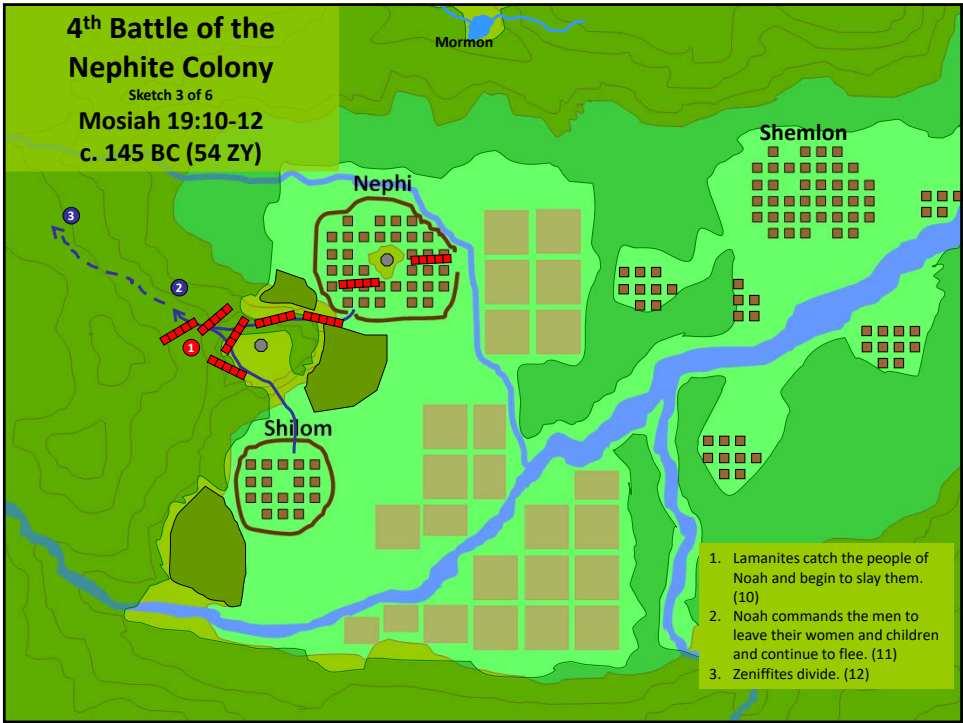 4th Battle of the
Nephite Colony
Sketch 3 of 6
Mosiah 19:10-12
c. 145 BC (54 ZY)
Mormon
Shemlon
Nephi
3
2
1
Shilom
1. Lamanites catch the people of
Noah and begin to slay them.
(10)
2. Noah commands the men to
leave their women and children
and continue to flee. (11)
3. Zeniffites divide. (12)